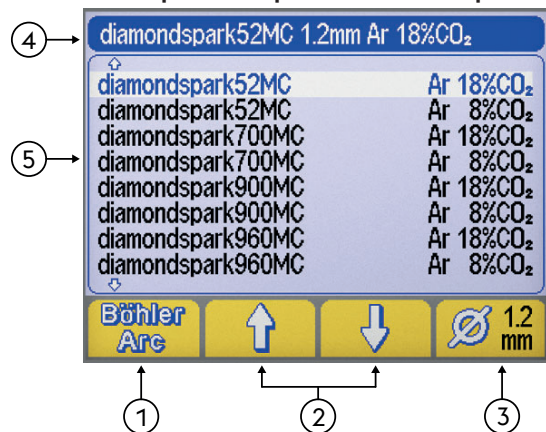 ④ diamondspark52MC 1.2mm Ar 18%CO₂
diamondspark52MC Ar 18%CO₂
diamondspark52MC Ar 8%CO₂
diamondspark700MC Ar 18%CO₂
⑤ diamondspark700MC Ar 8%CO₂
diamondspark900MC Ar 18%CO₂
diamondspark900MC Ar 8%CO₂
diamondspark960MC Ar 18%CO₂
diamondspark960MC Ar 8%CO₂
Böhler Ø 1.2
Arc mm
① ② ③